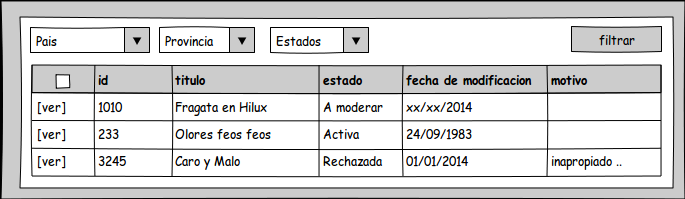 Pais Provincia Estados filtrar
id titulo estado fecha de modificacion motivo
[ver] 1010 Fragata en Hilux A moderar xx/xx/2014
[ver] 233 Olores feos feos Activa 24/09/1983
[ver] 3245 Caro y Malo Rechazada 01/01/2014 inapropiado ..